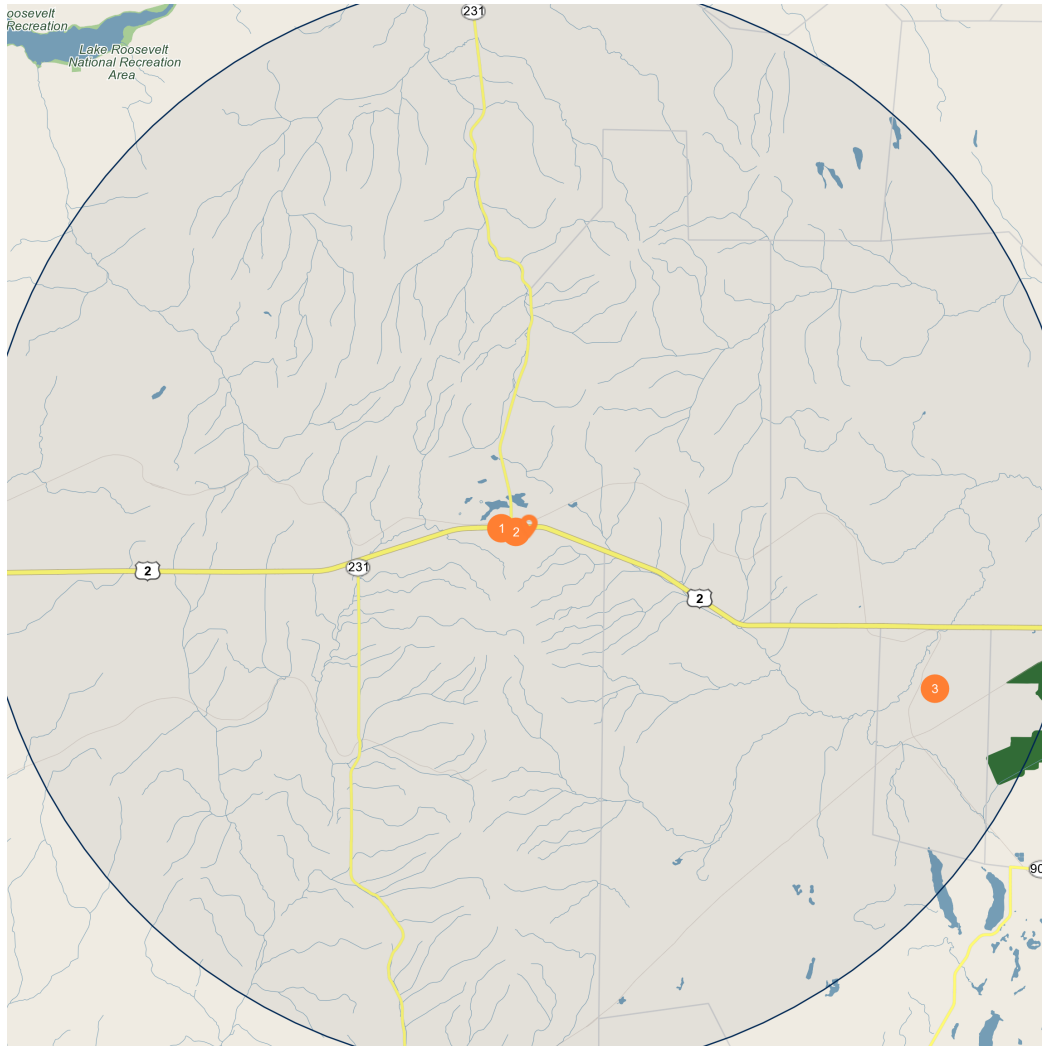 231
oosevelt
Recreation
Lake Roosevelt
National Recreation
Area
1
2
231
2
2
3
90